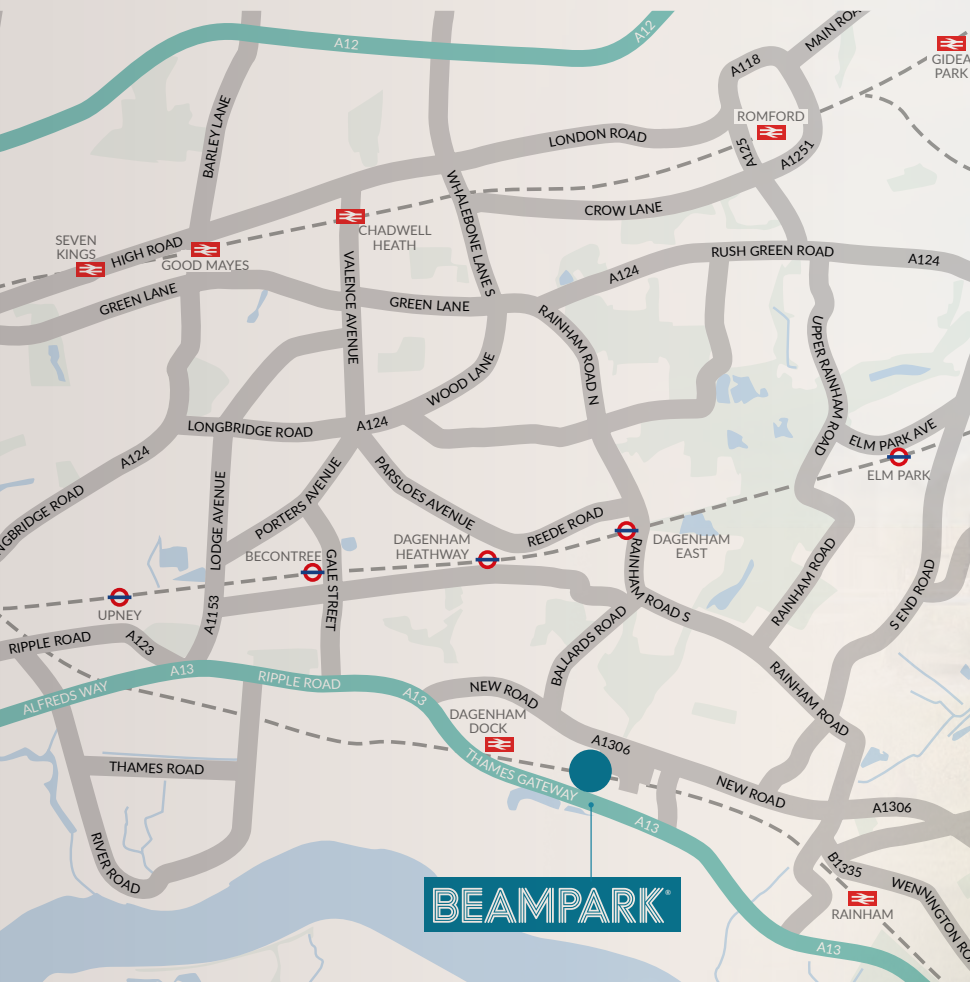 A12
A12
MAIN ROA
A118
GIDEA
PARK
BARLEY LANE
ROMFORD
LONDON ROAD
A125
A1251
WHALEBONE LANE S
CROW LANE
SEVEN
KINGS
HIGH ROAD
GOOD MAYES
CHADWELL
HEATH
RUSH GREEN ROAD
A124
A124
GREEN LANE
VALENCE AVENUE
GREEN LANE
RAINHAM ROAD N
UPPER RAINHAM ROAD
WOOD LANE
LONGBRIDGE ROAD
A124
A124
ELM PARK AVE
ELM PARK
NGBRIDGE ROAD
LODGE AVENUE
PORTERS AVENUE
PARSLOES AVENUE
REEDE ROAD
DAGENHAM
HEATHWAY
DAGENHAM
EAST
BECONTREE
GALE STREET
RAINHAM ROAD S
RAINHAM ROAD
S END ROAD
UPNEY
A1153
RIPPLE ROAD
A123
BALLARDS ROAD
A13
RIPPLE ROAD
ALFREDS WAY
A13
NEW ROAD
RAINHAM ROAD
DAGENHAM
DOCK
A1306
THAMES GATEWAY
THAMES ROAD
NEW ROAD
A1306
A13
RIVER ROAD
B1335
WENNINGTON RO
BEAMPARK®
RAINHAM
A13